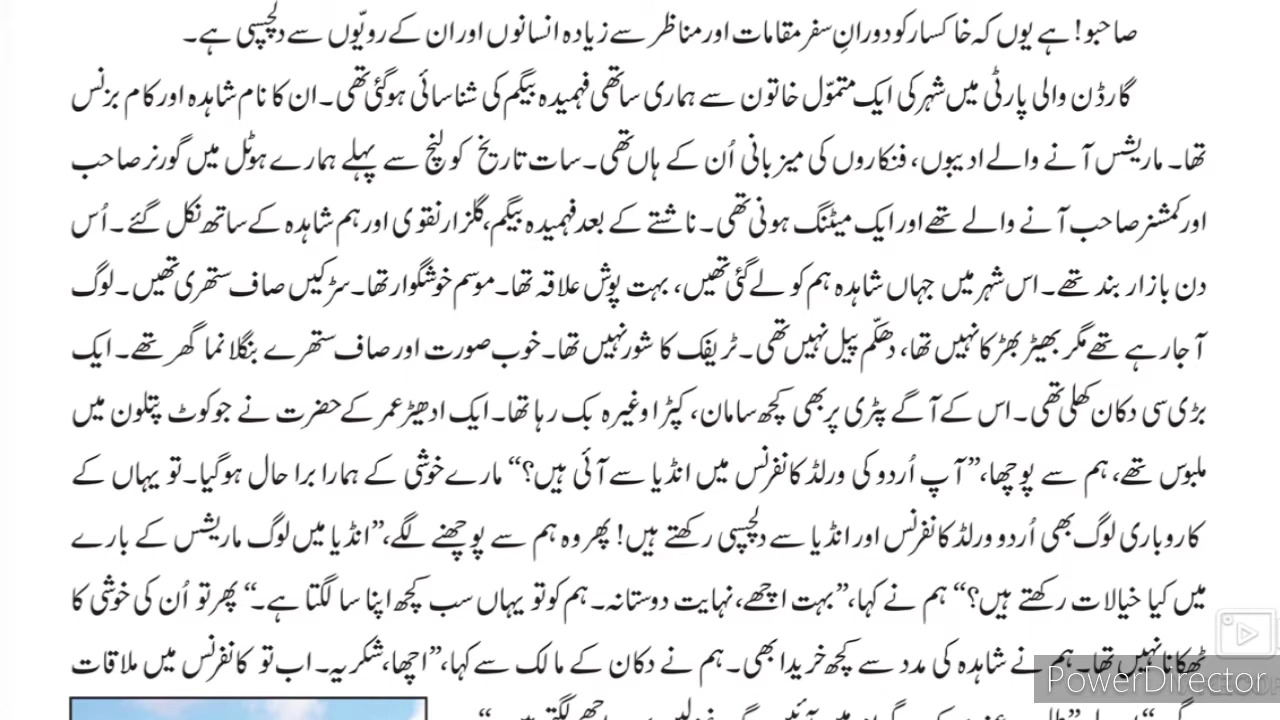 صاحبو! ہے یوں کہ خاکسار کو دورانِ سفر مقامات اور مناظر سے زیادہ انسانوں اور ان کے رویّوں سے دلچسپی ہے۔
گارڈن والی پارٹی میں شہر کی ایک متموّل خاتون سے ہماری ساتھی فہمیدہ بیگم کی شناسائی ہوگئی تھی۔ ان کا نام شاہدہ اور کام بزنس
تھا۔ ماریشس آنے والے ادیبوں، فنکاروں کی میزبانی اُن کے ہاں تھی۔ سات تاریخ کو لنچ سے پہلے ہمارے ہوٹل میں گورنر صاحب
اور کمشنر صاحب آنے والے تھے اور ایک میٹنگ ہونی تھی۔ ناشتے کے بعد فہمیدہ بیگم، گلزار نقوی اور ہم شاہدہ کے ساتھ نکل گئے۔ اُس
دن بازار بند تھے۔ اس شہر میں جہاں شاہدہ ہم کو لے گئی تھیں، بہت پوش علاقہ تھا۔ موسم خوشگوار تھا۔ سڑکیں صاف ستھری تھیں۔ لوگ
آ جا رہے تھے مگر بھیڑ بھڑکا نہیں تھا، دھکّم پیل نہیں تھی۔ ٹریفک کا شور نہیں تھا۔ خوب صورت اور صاف ستھرے بنگلا نما گھر تھے۔ ایک
بڑی سی دکان کھلی تھی۔ اس کے آگے پٹری پر بھی کچھ سامان، کپڑا وغیرہ بک رہا تھا۔ ایک ادھیڑ عمر کے حضرت نے جو کوٹ پتلون میں
ملبوس تھے، ہم سے پوچھا، ”آپ اُردو کی ورلڈ کانفرنس میں انڈیا سے آئی ہیں؟“ مارے خوشی کے ہمارا برا حال ہوگیا۔ تو یہاں کے
کاروباری لوگ بھی اُردو ورلڈ کانفرنس اور انڈیا سے دلچسپی رکھتے ہیں! پھر وہ ہم سے پوچھنے لگے، ”انڈیا میں لوگ ماریشس کے بارے
میں کیا خیالات رکھتے ہیں؟“ ہم نے کہا، ”بہت اچھے، نہایت دوستانہ۔ ہم کو تو یہاں سب کچھ اپنا سا لگتا ہے۔“ پھر تو اُن کی خوشی کا
ٹھکانا نہیں تھا۔ ہم نے شاہدہ کی مدد سے کچھ خریدا بھی۔ ہم نے دکان کے مالک سے کہا، ”اچھا، شکریہ۔ اب تو کانفرنس میں ملاقات
PowerDirector